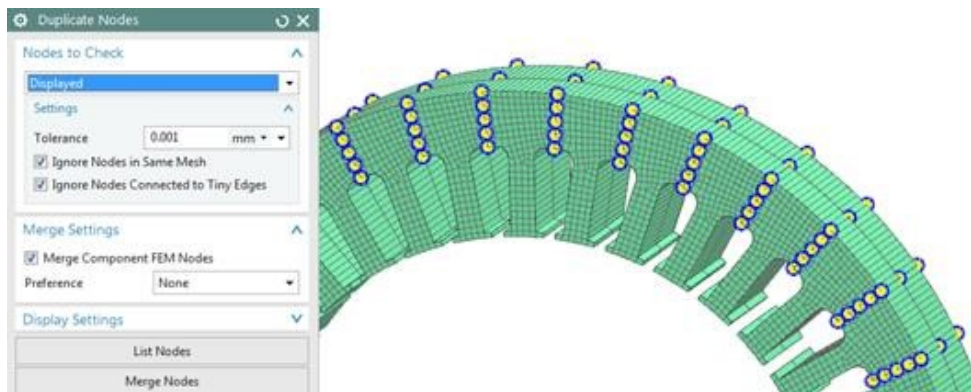 Duplicate Nodes
Nodes to Check
Displayed
Settings
Tolerance 0.001 mm
Ignore Nodes in Same Mesh
Ignore Nodes Connected to Tiny Edges
Merge Settings
Merge Component FEM Nodes
Preference None
Display Settings
List Nodes
Merge Nodes